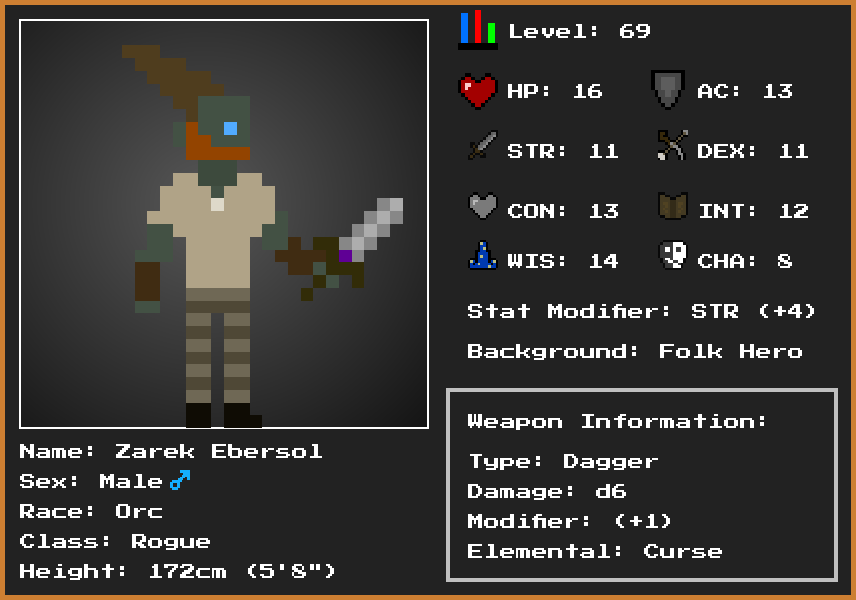 Level: 69
HP: 16
AC: 13
STR: 11
DEX: 11
CON: 13
INT: 12
WIS: 14
CHA: 8
Stat Modifier: STR (+4)
Background: Folk Hero
Weapon Information:
Type: Dagger
Damage: d6
Modifier: (+1)
Elemental: Curse
Name: Zarek Ebersol
Sex: Male ♂
Race: Orc
Class: Rogue
Height: 172cm (5'8")